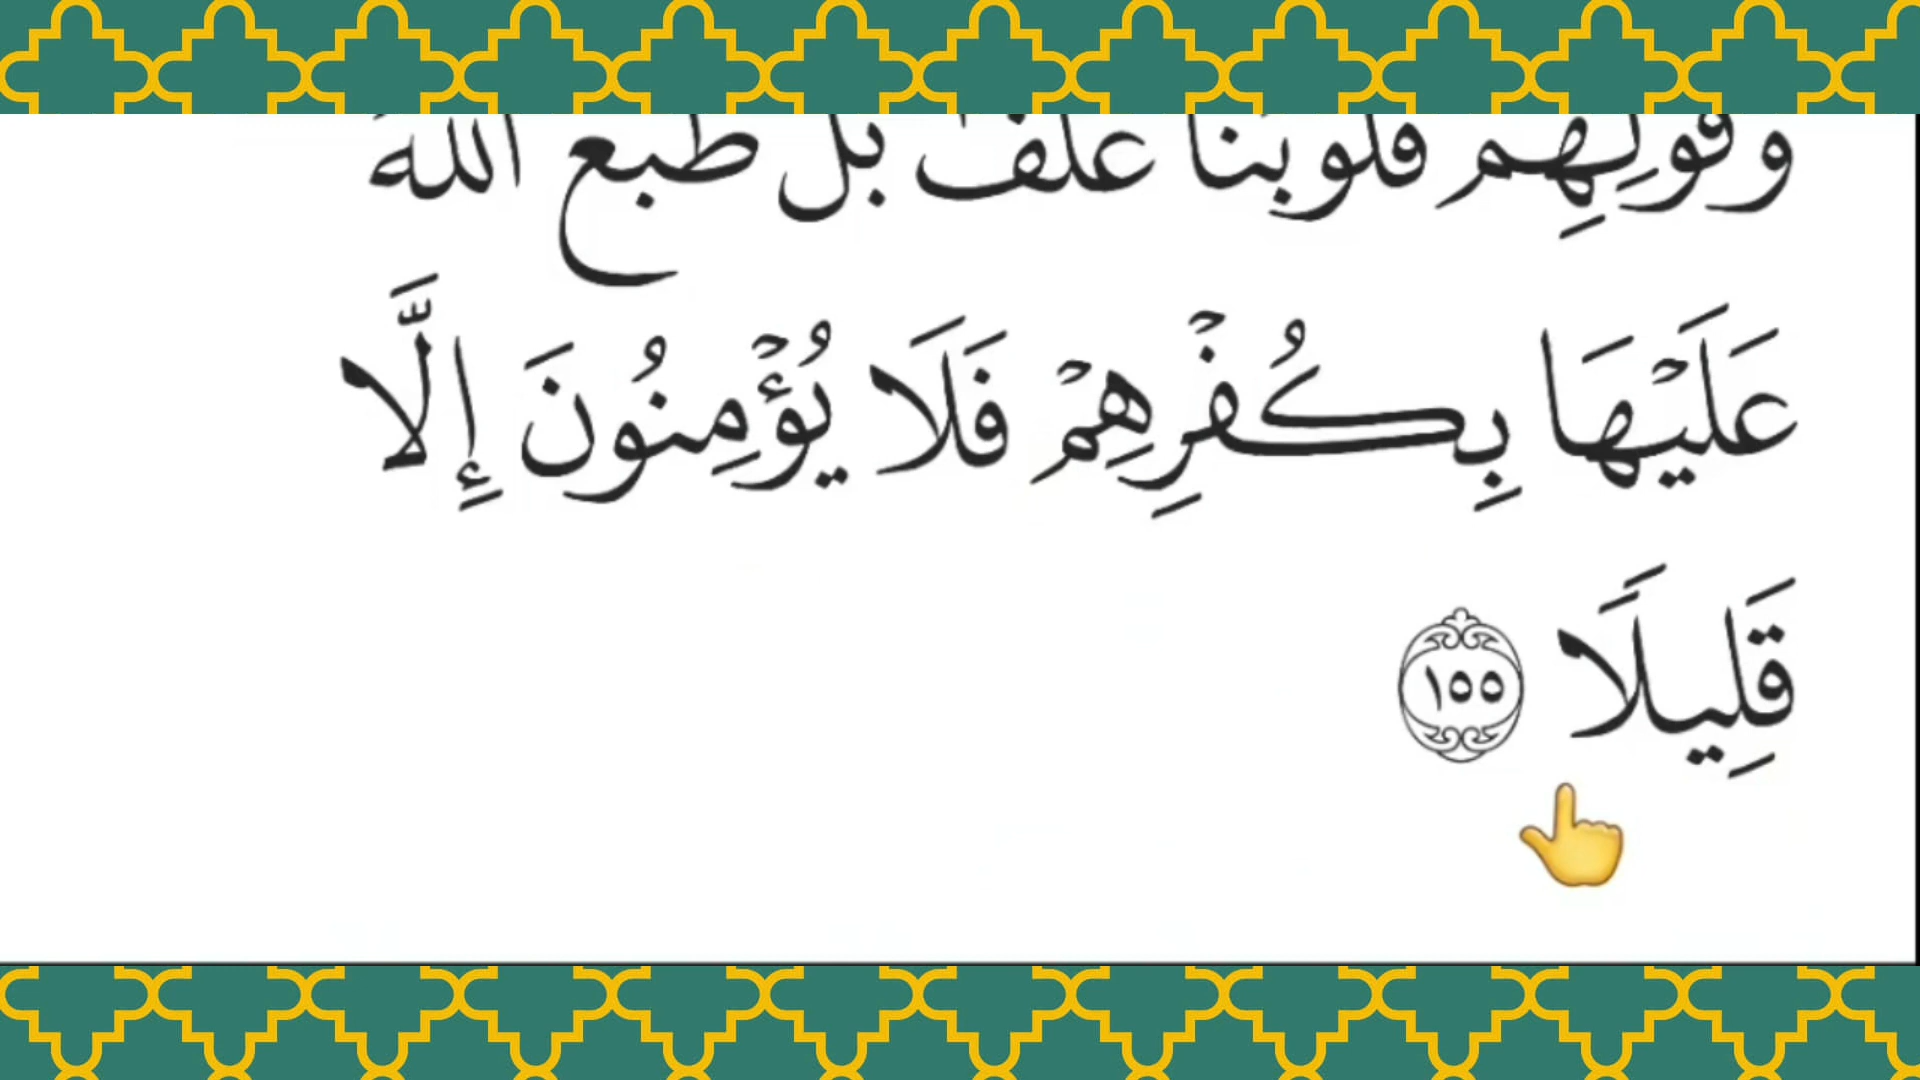 وقولهم قلوبنا غلف بل طبع الله
عَلَيْهَا بِكُفْرِهِمْ فَلَا يُؤْمِنُونَ إِلَّا
قَلِيلًا ١٥٥